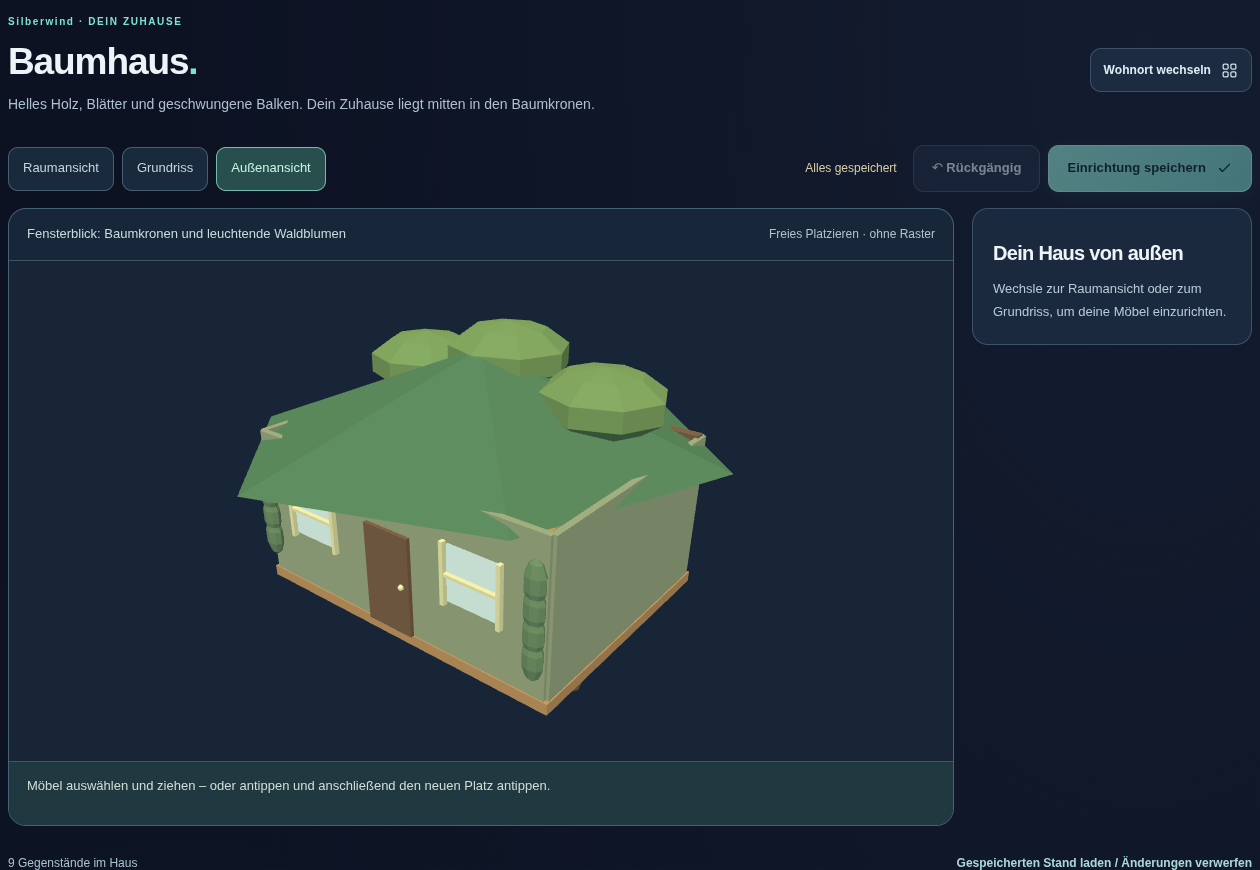 Silberwind · DEIN ZUHAUSE
Baumhaus.
Helles Holz, Blätter und geschwungene Balken. Dein Zuhause liegt mitten in den Baumkronen.
Wohnort wechseln
Raumansicht
Grundriss
Außenansicht
Alles gespeichert
↶ Rückgängig
Einrichtung speichern
Fensterblick: Baumkronen und leuchtende Waldblumen
Freies Platzieren · ohne Raster
Dein Haus von außen
Wechsle zur Raumansicht oder zum
Grundriss, um deine Möbel einzurichten.
Möbel auswählen und ziehen – oder antippen und anschließend den neuen Platz antippen.
9 Gegenstände im Haus
Gespeicherten Stand laden / Änderungen verwerfen